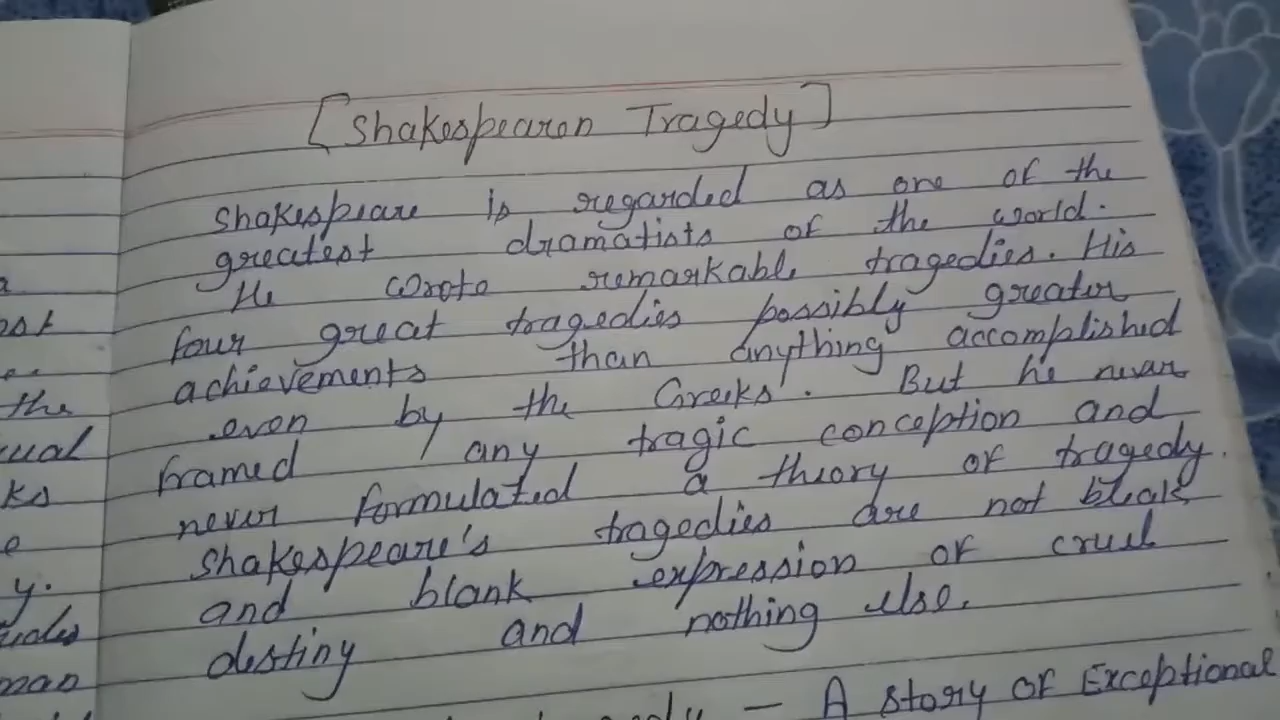 [Shakespearen Tragedy]
Shakespeare is regarded as one of the
greatest dramatists of the world.
He wrote remarkable tragedies. His
four great tragedies possibly greater
achievements than anything accomplished
even by the Greeks'. But he never
framed any tragic conception and
never formulated a theory of tragedy.
Shakespeare's tragedies are not bleak
and blank expression of cruel
destiny and nothing else.
— A Story of Exceptional
the
y.